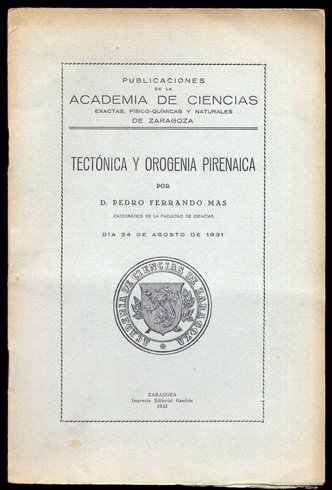 PUBLICACIONES
DE LA
ACADEMIA DE CIENCIAS
EXACTAS, FÍSICO-QUÍMICAS Y NATURALES
DE ZARAGOZA
TECTÓNICA Y OROGENIA PIRENAICA
POR
D. PEDRO FERRANDO MAS
CATEDRÁTICO DE LA FACULTAD DE CIENCIAS
DÍA 24 DE AGOSTO DE 1931
ACADEMIA DE CIENCIAS DE ZARAGOZA
ZARAGOZA
Imprenta Editorial Gambón
1932